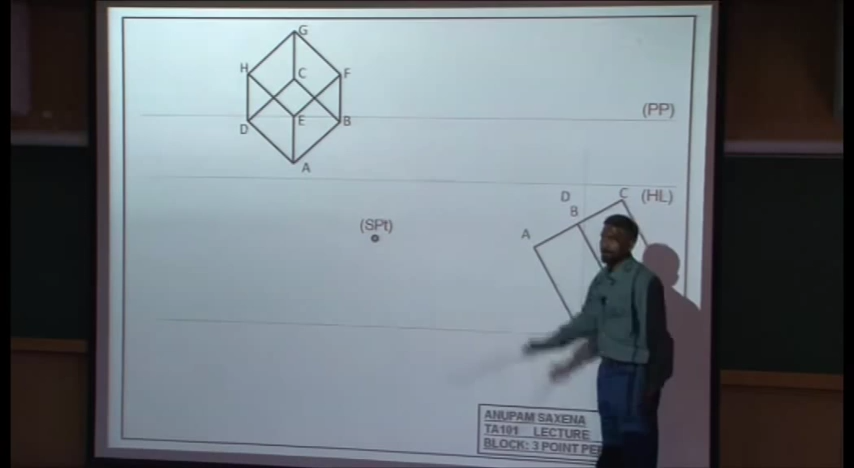 G
H
C
F
(PP)
E
D
B
A
D
C
(HL)
B
(SPt)
A
ANUPAM SAXENA
TA101 LECTURE
BLOCK: 3 POINT PE